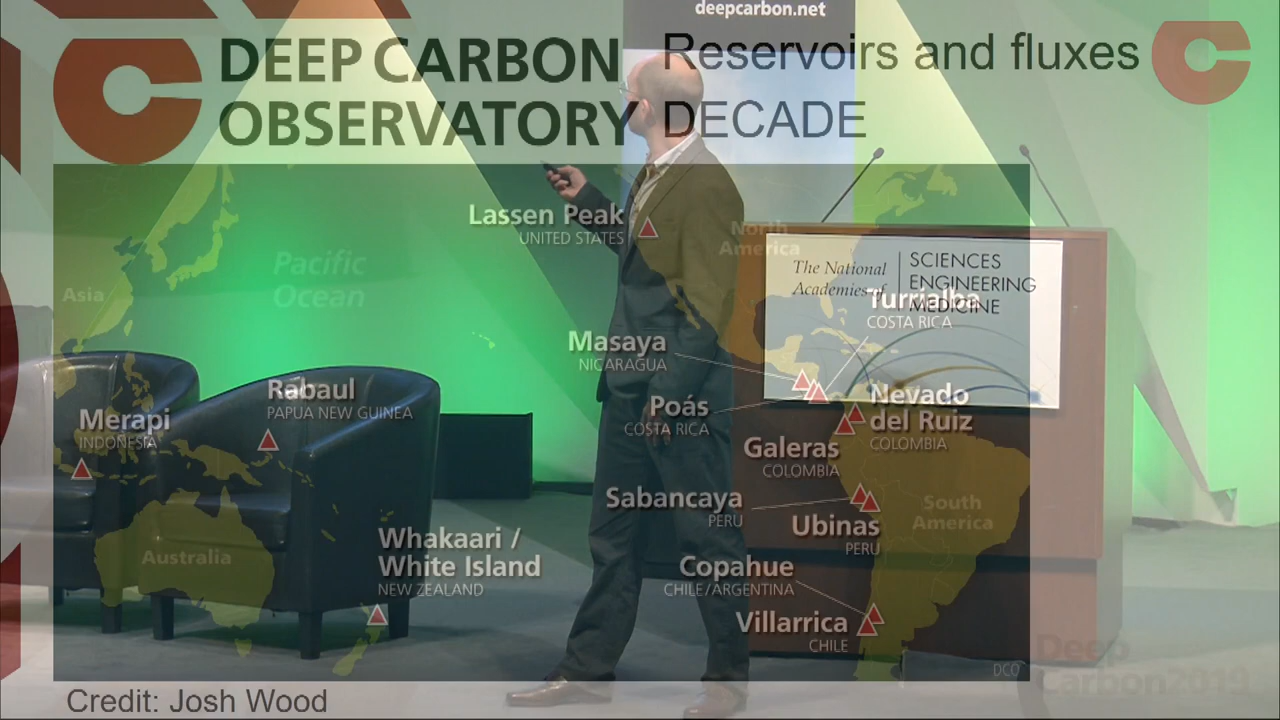 deepcarbon.net
DEEP CARBON
OBSERVATORY
Reservoirs and fluxes
DECADE
Lassen Peak
UNITED STATES
North
America
Pacific
Ocean
Asia
The National
Academies of
SCIENCES
ENGINEERING
MEDICINE
Turrialba
COSTA RICA
Masaya
NICARAGUA
Rabaul
PAPUA NEW GUINEA
Merapi
INDONESIA
Poás
COSTA RICA
Nevado
del Ruiz
COLOMBIA
Galeras
COLOMBIA
Sabancaya
PERU
South
America
Ubinas
PERU
Whakaari /
White Island
NEW ZEALAND
Australia
Copahue
CHILE/ARGENTINA
Villarrica
CHILE
DCO
Deep
Carbon2019
Credit: Josh Wood